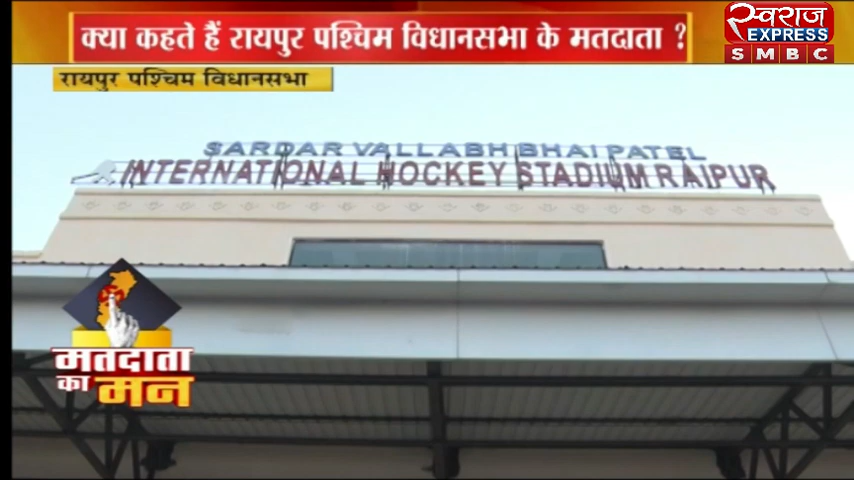 क्या कहते हैं रायपुर पश्चिम विधानसभा के मतदाता ?
स्वराज
EXPRESS
SMBC
रायपुर पश्चिम विधानसभा
SARDAR VALLABH BHAI PATEL
INTERNATIONAL HOCKEY STADIUM RAIPUR
मतदाता
का मन